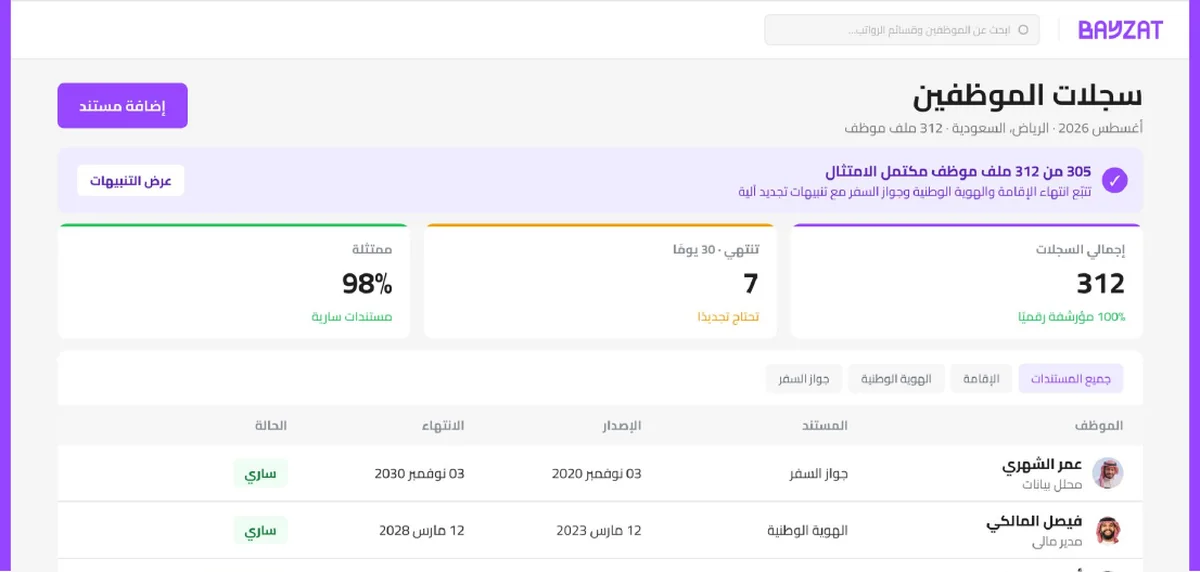 BAYZAT
ابحث عن الموظفين وقسائم الرواتب...
سجلات الموظفين
أغسطس 2026 · الرياض، السعودية · 312 ملف موظف
إضافة مستند
305 من 312 ملف موظف مكتمل الامتثال
تتبّع انتهاء الإقامة والهوية الوطنية وجواز السفر مع تنبيهات تجديد آلية
عرض التنبيهات
إجمالي السجلات
312
100% مؤرشفة رقميًا
تنتهي · 30 يومًا
7
تحتاج تجديدًا
ممتثلة
98%
مستندات سارية
جميع المستندات الإقامة الهوية الوطنية جواز السفر
الموظف المستند الإصدار الانتهاء الحالة
عمر الشهري
محلل بيانات
جواز السفر 03 نوفمبر 2020 03 نوفمبر 2030 ساري
فيصل المالكي
مدير مالي
الهوية الوطنية 12 مارس 2023 12 مارس 2028 ساري